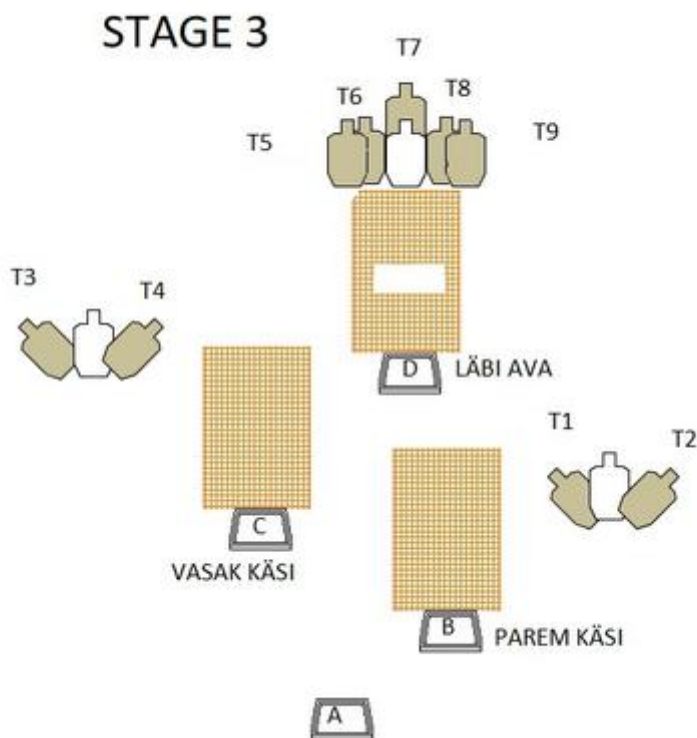 STAGE 3
T7
T6
T8
T5
T9
T3
T4
D
LÄBI AVA
T1
T2
C
VASAK KÄSI
B
PAREM KÄSI
A